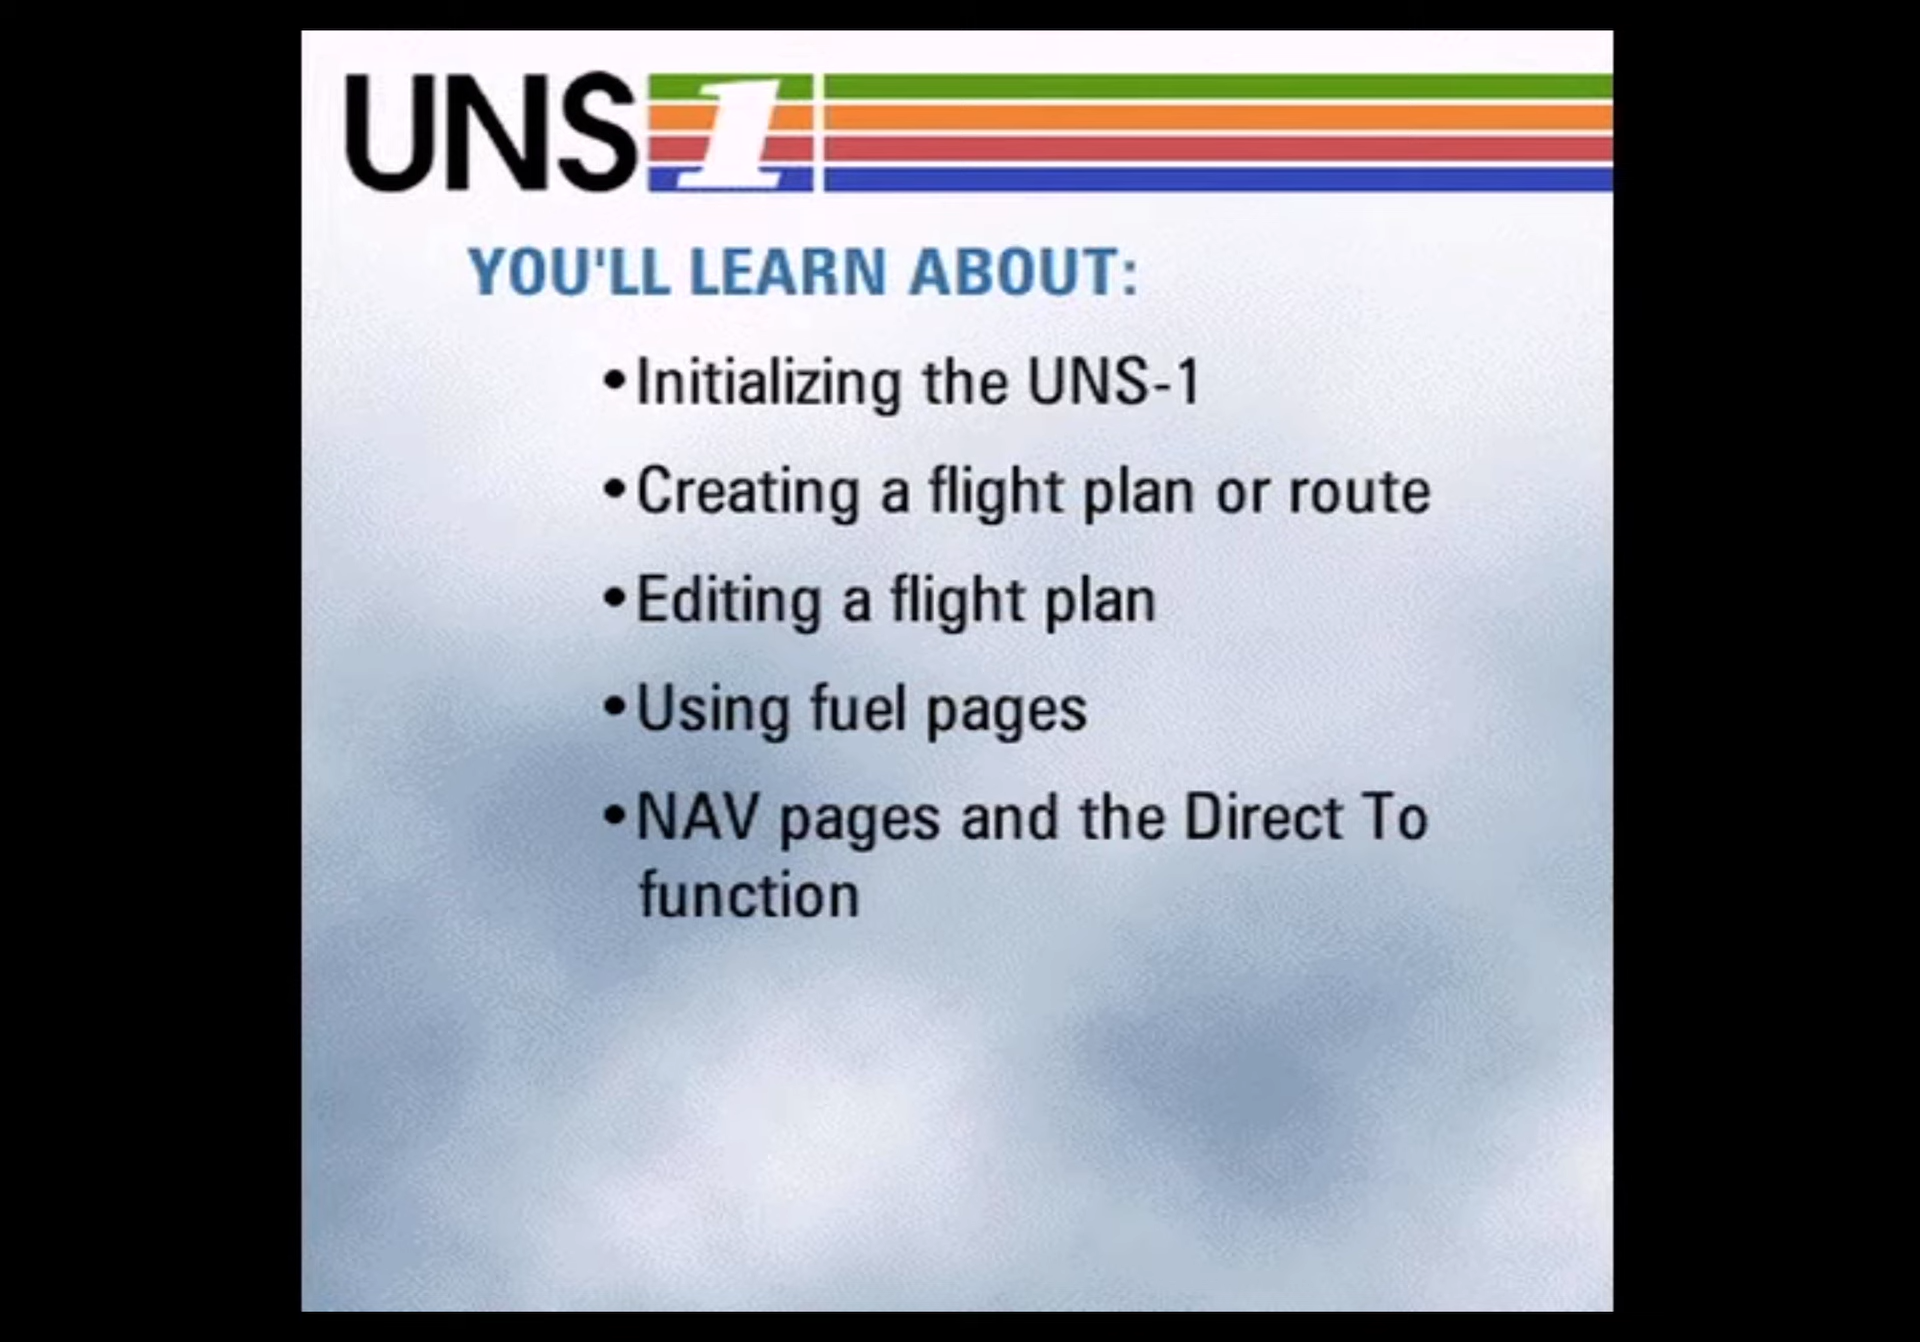 UNS1
YOU'LL LEARN ABOUT:
•Initializing the UNS-1
•Creating a flight plan or route
•Editing a flight plan
•Using fuel pages
•NAV pages and the Direct To
function